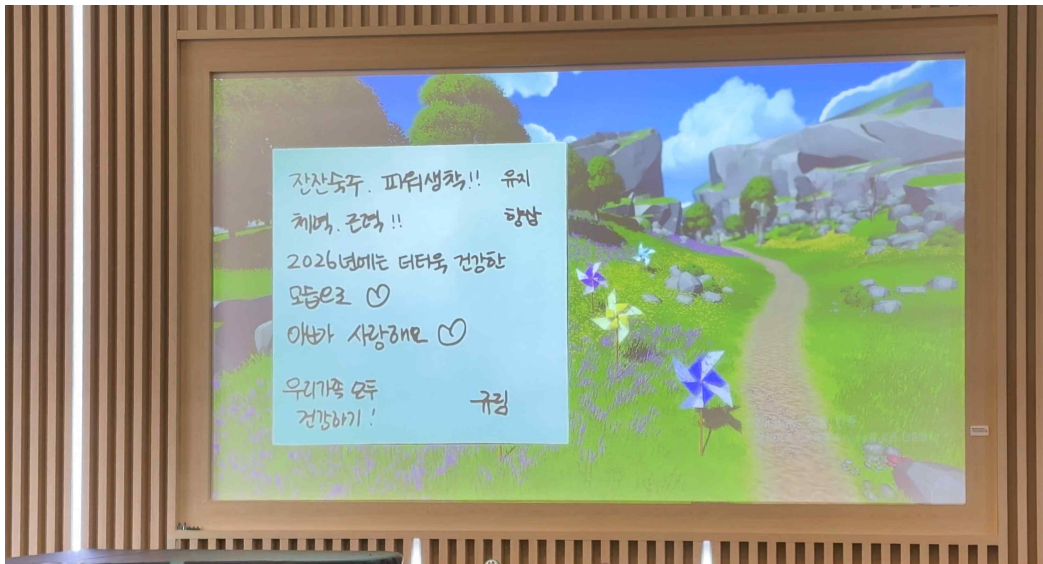 잔잔숙주. 파워생착!! 유지
체력. 근력!! 향상
2026년에는 더더욱 건강한
모습으로 ♡
아빠 사랑해요 ♡
우리가족 모두
건강하기!
규림